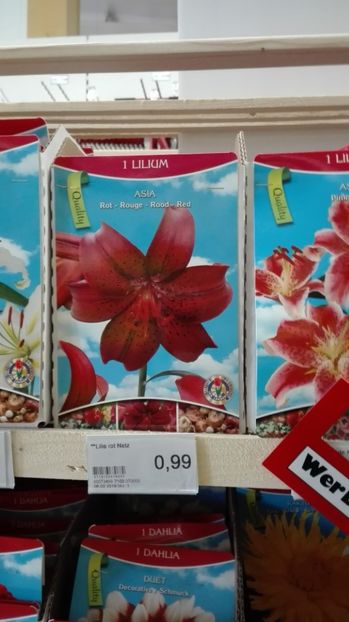 1 LILIUM
ASIA
Rot - Rouge - Rood - Red
Quality
1 LIL
Quality
**Lilie rot Netz
0,99
Wer
1 DAHLIA
1 DAHLIA
DUET
Decorative - Schmuck
Quality